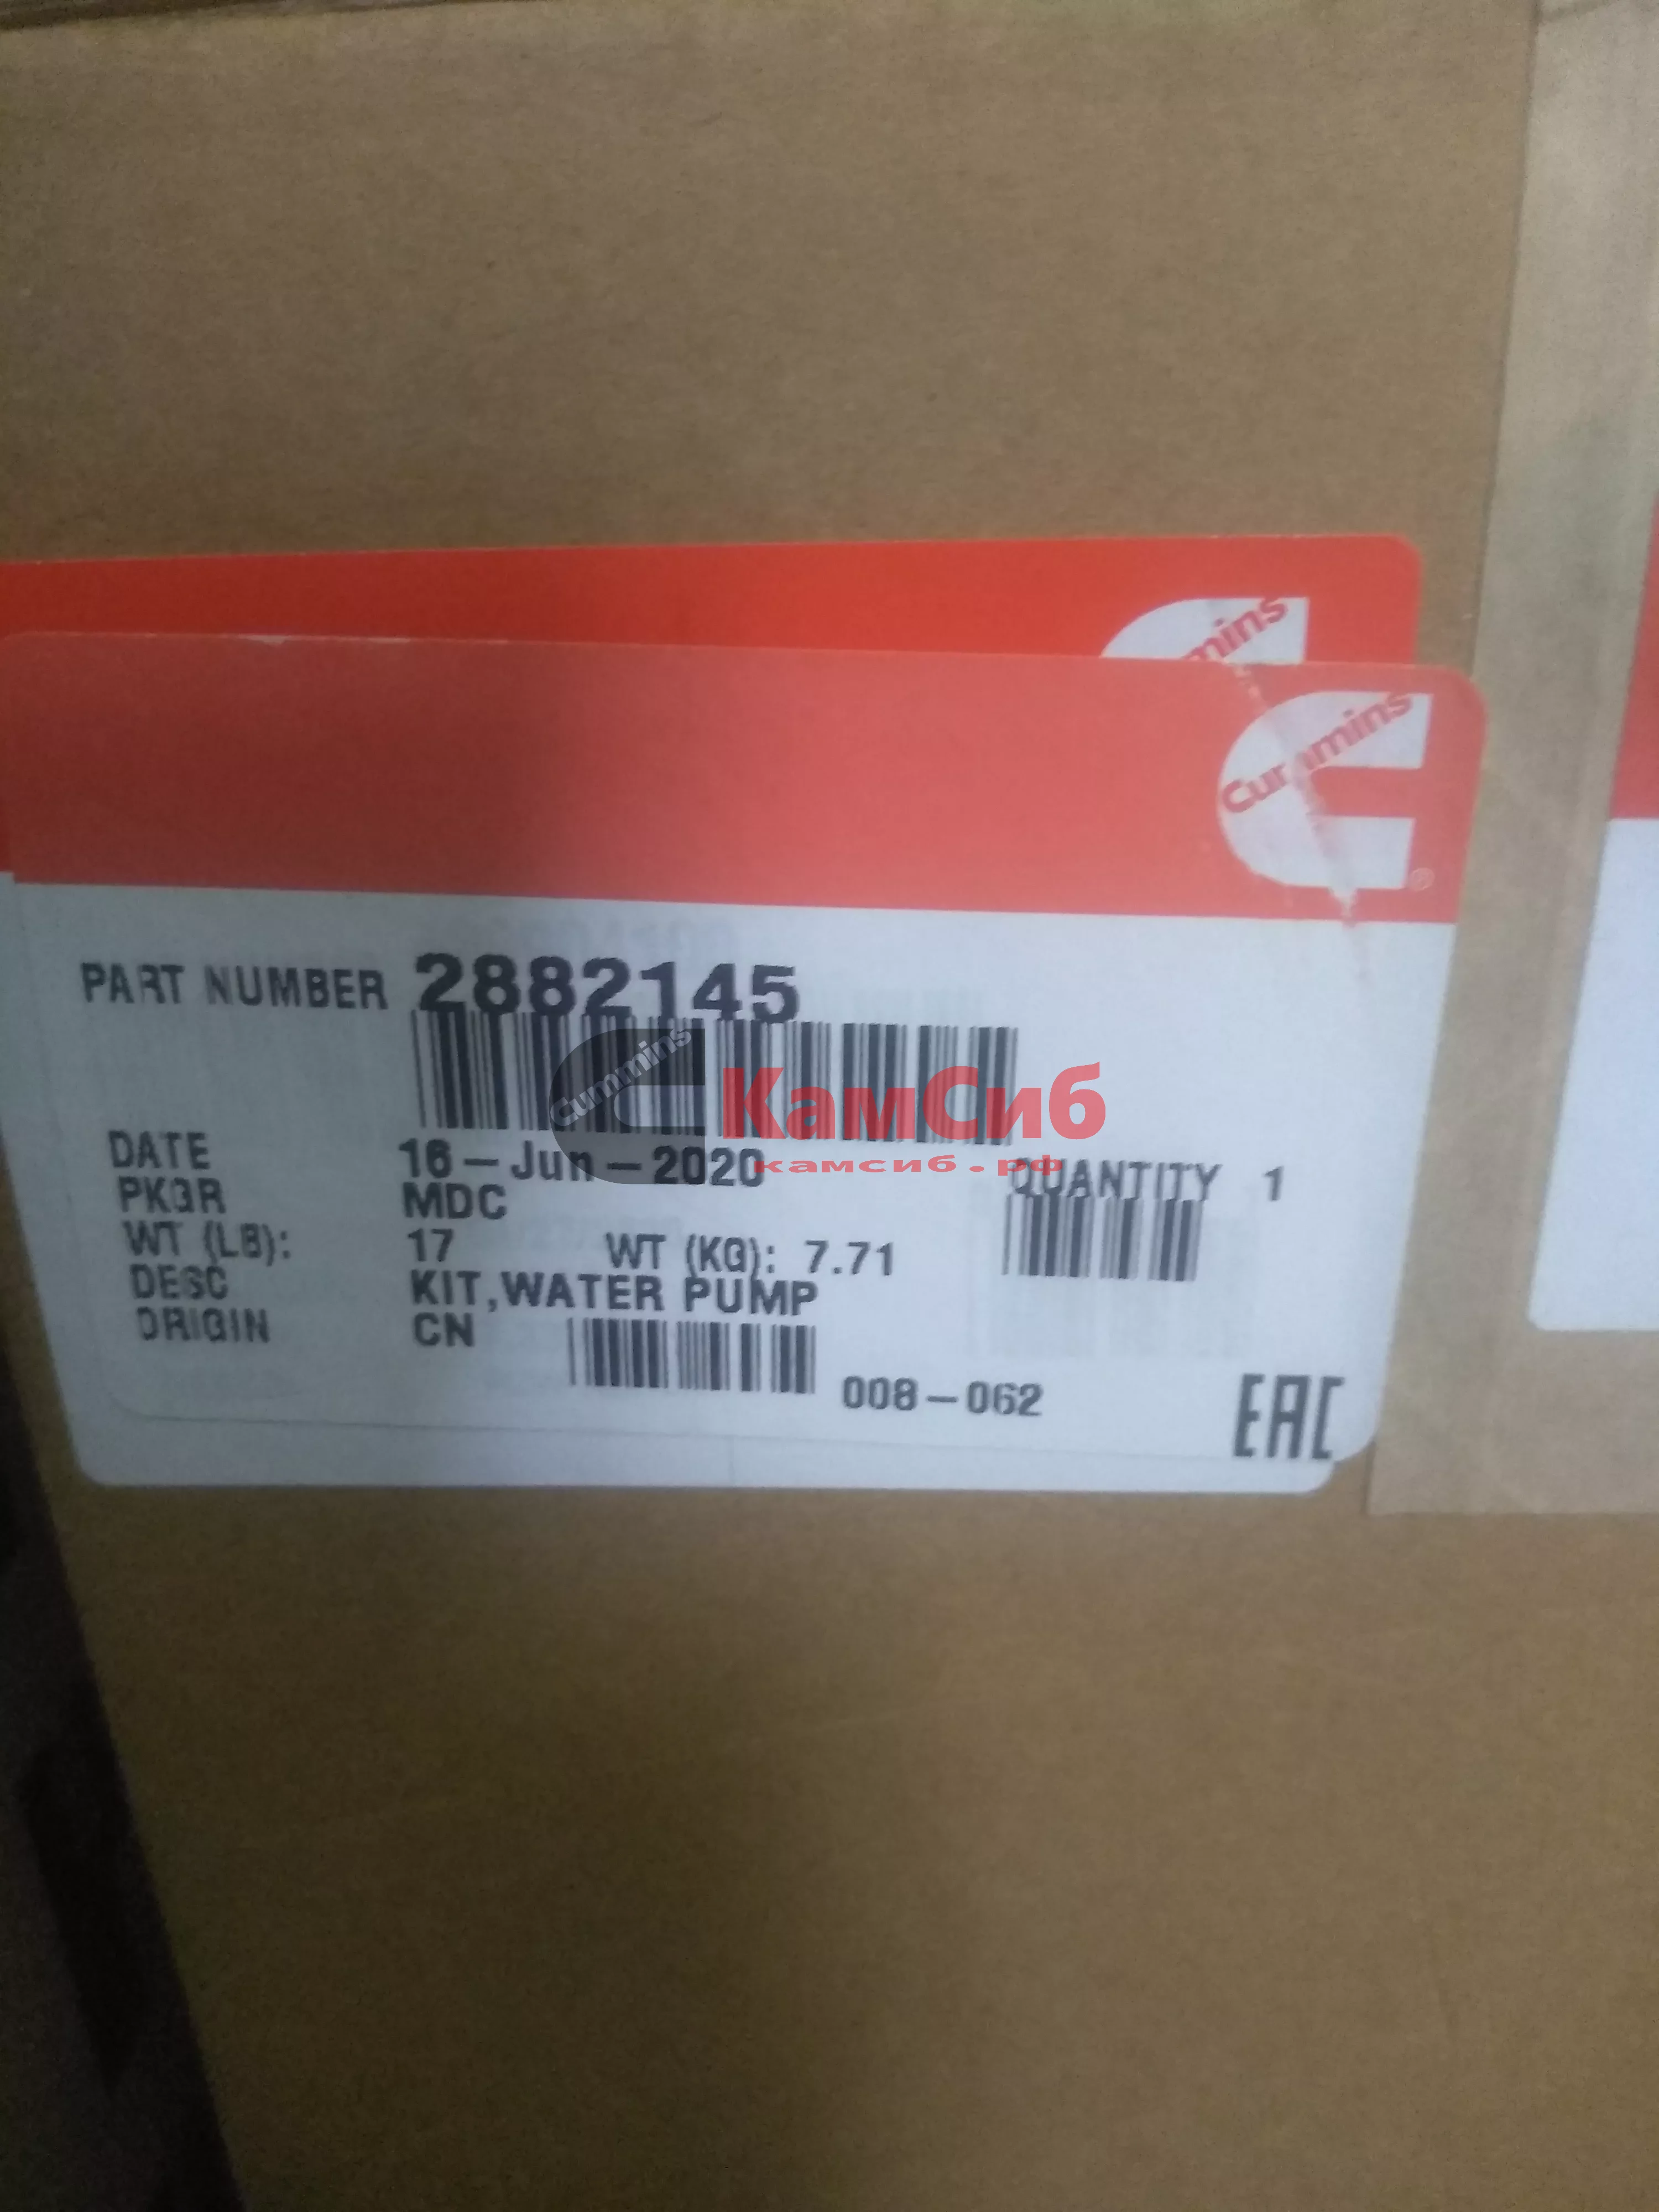 mmins
Cummins
PART NUMBER 2882145
Cummins
КамСиб
камсиб.рф
DATE 16-Jun-2020
QUANTITY 1
PKGR MDC
WT (LB): 17 WT (KG): 7.71
DESC KIT,WATER PUMP
ORIGIN CN
008-062
EAC